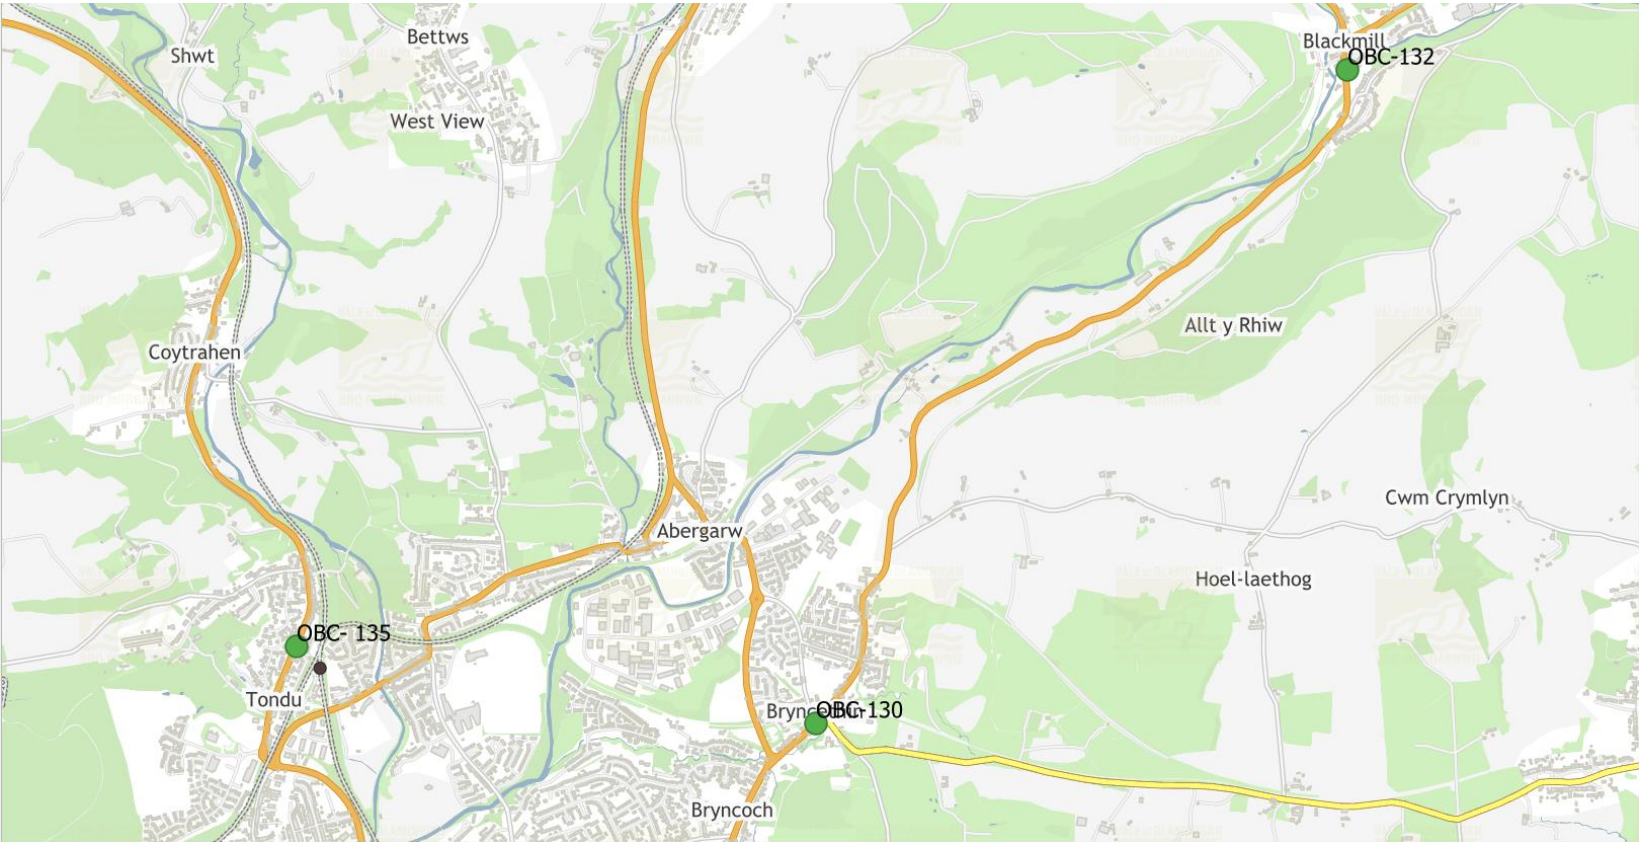 Bettws
Shwt
Blackmill
OBC-132
West View
Allt y Rhiw
Coytrahen
Cwm Crymlyn
Abergarw
Hoel-laethog
OBC- 135
Tondu
OBC-130
Bryncoch